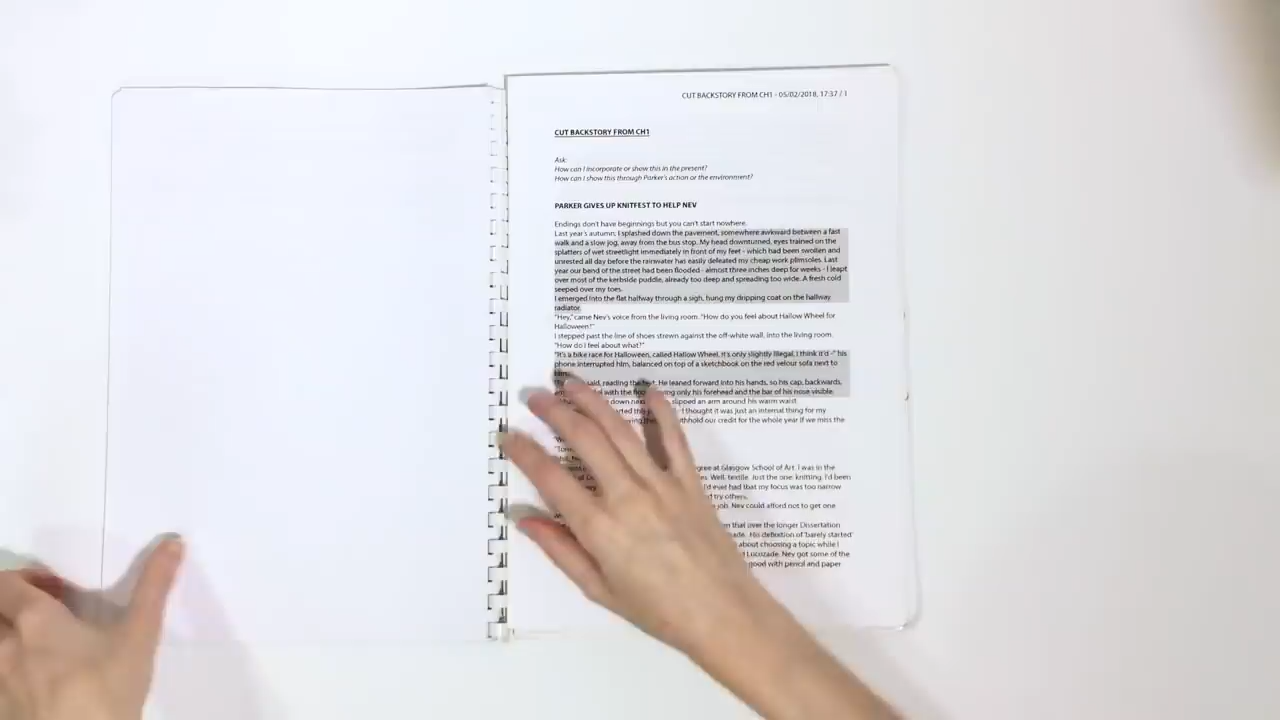 CUT BACKSTORY FROM CH1 - 05/02/2018, 17:37 / 1
CUT BACKSTORY FROM CH1
Ask:
How can I incorporate or show this in the present?
How can I show this through Parker's action or the environment?
PARKER GIVES UP KNITFEST TO HELP NEV
Endings don't have beginnings but you can't start nowhere.
Last year's autumn, I splashed down the pavement, somewhere awkward between a fast
walk and a slow jog, away from the bus stop. My head downturned, eyes trained on the
splatters of wet streetlight immediately in front of my feet - which had been swollen and
unrested all day before the rainwater has easily defeated my cheap work plimsoles. Last
year our bend of the street had been flooded - almost three inches deep for weeks - I leapt
over most of the kerbside puddle, already too deep and spreading too wide. A fresh cold
seeped over my toes.
I emerged into the flat hallway through a sigh, hung my dripping coat on the hallway
radiator.
"Hey," came Nev's voice from the living room. "How do you feel about Hallow Wheel for
Halloween?"
I stepped past the line of shoes strewn against the off-white wall, into the living room.
"How do I feel about what?"
"It's a bike race for Halloween, called Hallow Wheel, it's only slightly illegal, I think it'd -" his
phone interrupted him, balanced on top of a sketchbook on the red velour sofa next to
him.
said, reading the text. He leaned forward into his hands, so his cap, backwards,
with the only his forehead and the bar of his nose visible.
down next slipped an arm around his warm waist
this I thought it was just an internal thing for my
withhold our credit for the whole year if we miss the
degree at Glasgow School of Art. I was in the
Well, textile. Just the one: knitting. I'd been
I'd ever had that my focus was too narrow
try others.
a job. Nev could afford not to get one
that over the longer Dissertation
His definition of 'barely started'
about choosing a topic while I
Lucozade. Nev got some of the
good with pencil and paper